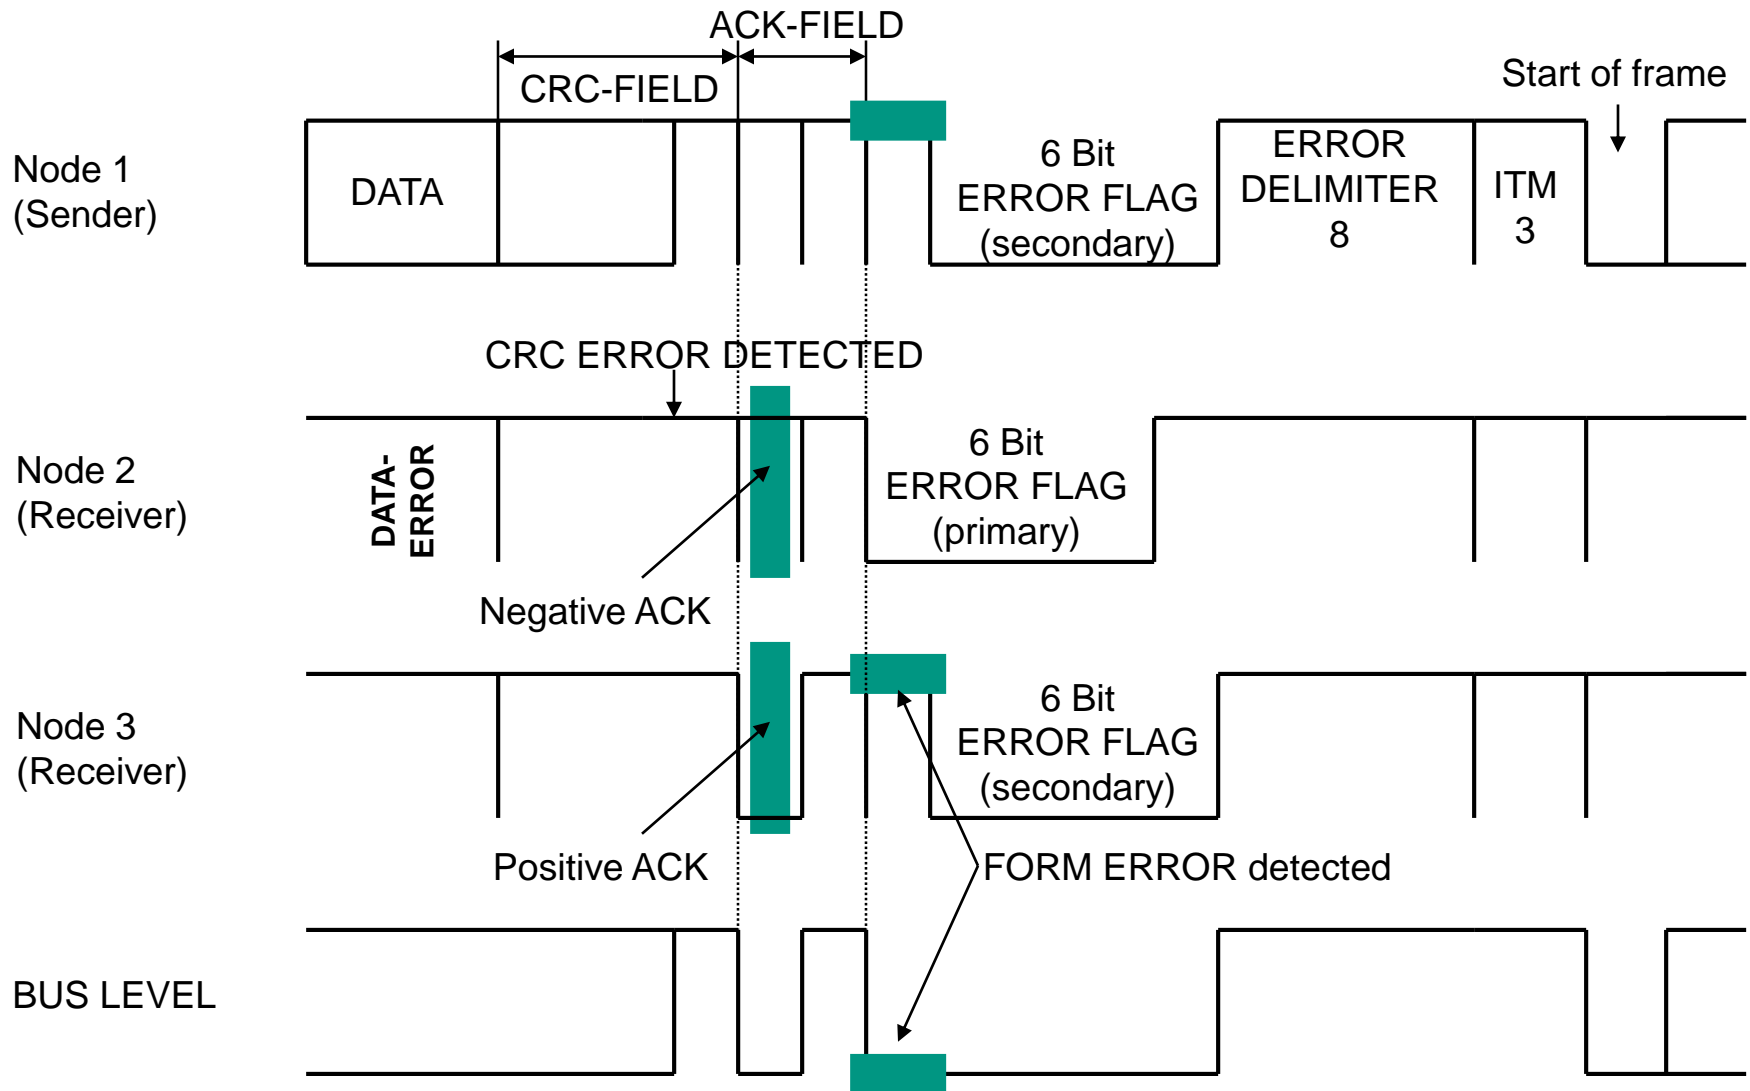 ACK-FIELD
CRC-FIELD
Start of frame
Node 1
(Sender)
DATA
6 Bit
ERROR FLAG
(secondary)
ERROR
DELIMITER
8
ITM
3
CRC ERROR DETECTED
Node 2
(Receiver)
DATA-
ERROR
6 Bit
ERROR FLAG
(primary)
Negative ACK
Node 3
(Receiver)
6 Bit
ERROR FLAG
(secondary)
Positive ACK
FORM ERROR detected
BUS LEVEL